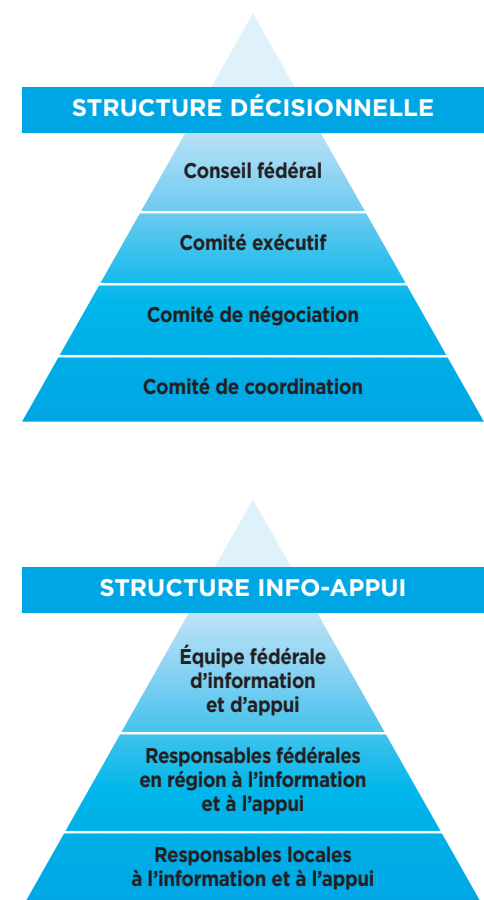 STRUCTURE DÉCISIONNELLE
Conseil fédéral
Comité exécutif
Comité de négociation
Comité de coordination
STRUCTURE INFO-APPUI
Équipe fédérale
d’information
et d’appui
Responsables fédérales
en région à l’information
et à l’appui
Responsables locales
à l’information et à l’appui